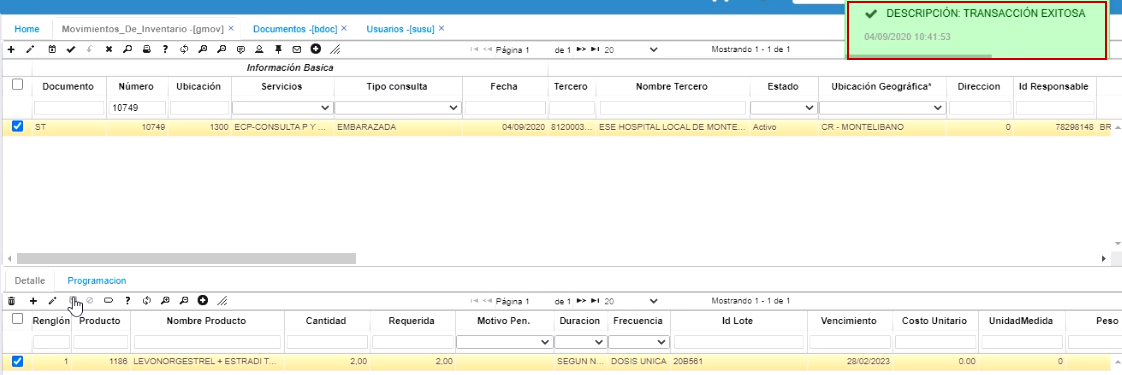 DESCRIPCIÓN: TRANSACCIÓN EXITOSA
04/09/2020 10:41:53
Home Movimientos_De_Inventario -[gmov] × Documentos -[bdoc] × Usuarios -[susu] ×
Página 1 de 1 20 Mostrando 1 - 1 de 1
Información Basica
Documento Número Ubicación Servicios Tipo consulta Fecha Tercero Nombre Tercero Estado Ubicación Geográfica* Direccion Id Responsable
10749
ST 10749 1300 ECP-CONSULTA P Y ... EMBARAZADA 04/09/2020 8120003... ESE HOSPITAL LOCAL DE MONTE... Activo CR - MONTELIBANO 0 78298148 BR
Detalle Programacion
Página 1 de 1 20 Mostrando 1 - 1 de 1
Renglón Producto Nombre Producto Cantidad Requerida Motivo Pen. Duracion Frecuencia Id Lote Vencimiento Costo Unitario UnidadMedida Peso
1 1186 LEVONORGESTREL + ESTRADI T... 2,00 2,00 SEGUN N... DOSIS UNICA 20B561 28/02/2023 0.00 0